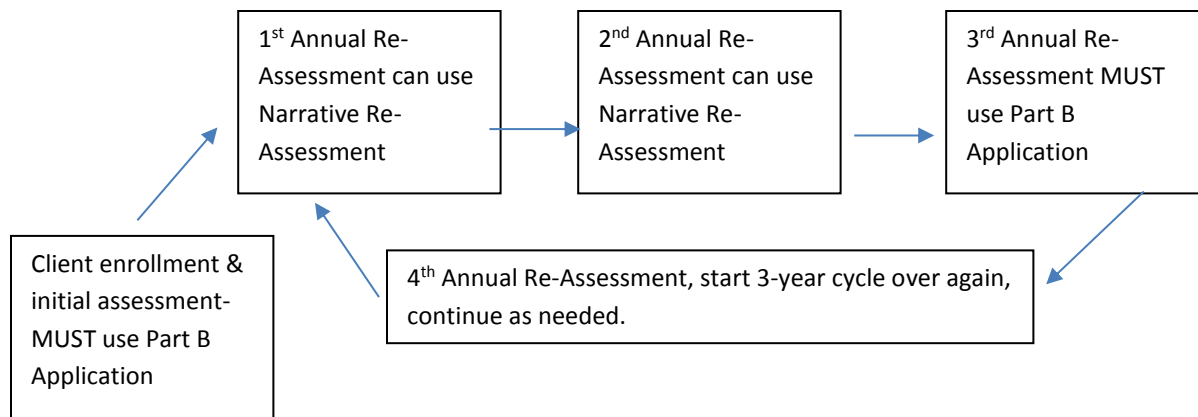 1st Annual Re-
Assessment can use
Narrative Re-
Assessment
2nd Annual Re-
Assessment can use
Narrative Re-
Assessment
3rd Annual Re-
Assessment MUST
use Part B
Application
Client enrollment &
initial assessment-
MUST use Part B
Application
4th Annual Re-Assessment, start 3-year cycle over again,
continue as needed.